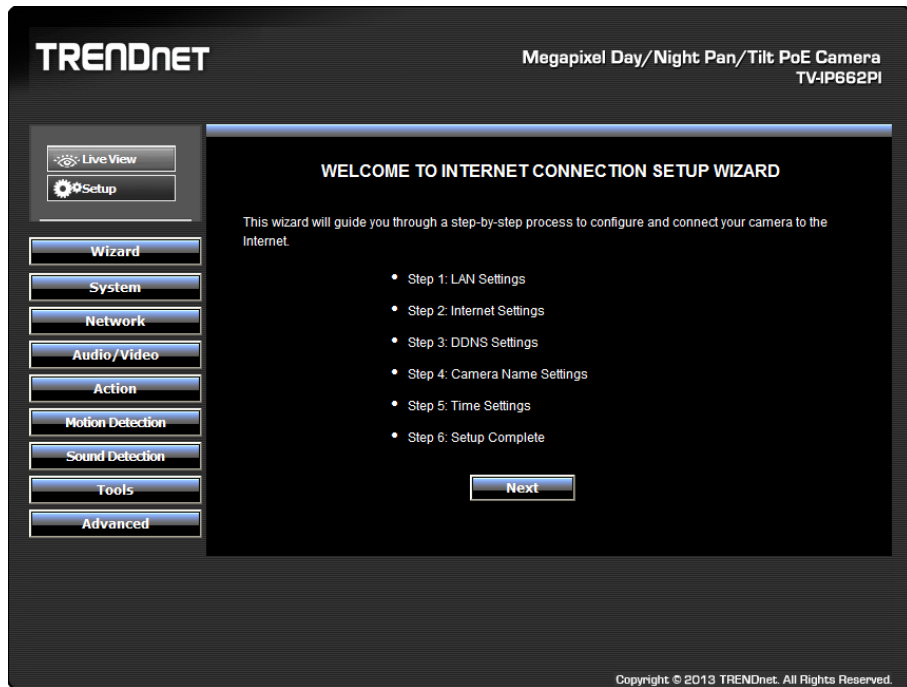 TRENDnet
Megapixel Day/Night Pan/Tilt PoE Camera
TV-IP662PI
Live View
Setup
Wizard
System
Network
Audio/Video
Action
Motion Detection
Sound Detection
Tools
Advanced
WELCOME TO INTERNET CONNECTION SETUP WIZARD
This wizard will guide you through a step-by-step process to configure and connect your camera to the
Internet.
• Step 1: LAN Settings
• Step 2: Internet Settings
• Step 3: DDNS Settings
• Step 4: Camera Name Settings
• Step 5: Time Settings
• Step 6: Setup Complete
Next
Copyright © 2013 TRENDnet. All Rights Reserved.